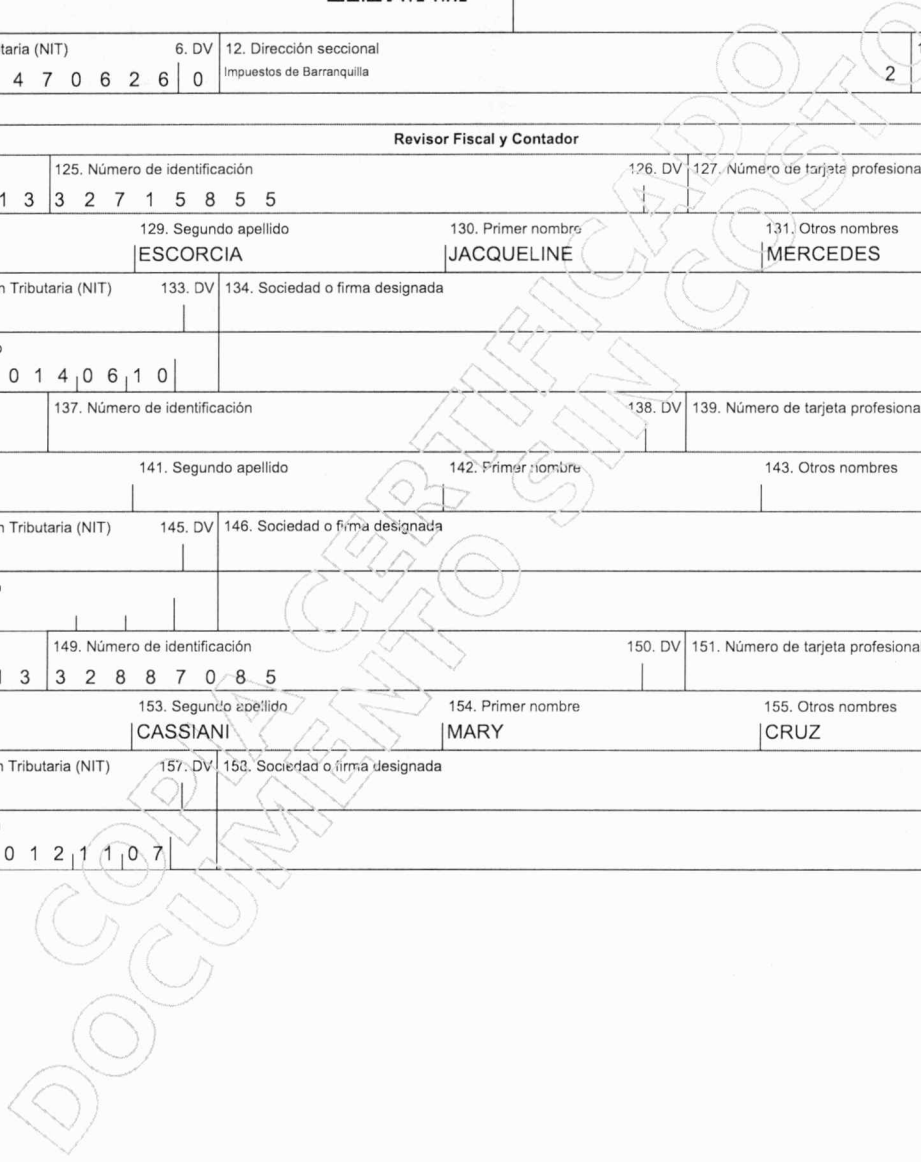 taria (NIT) 6. DV 12. Dirección seccional
4 7 0 6 2 6 0 Impuestos de Barranquilla 2
Revisor Fiscal y Contador
125. Número de identificación 126. DV 127. Número de tarjeta profesional
1 3 3 2 7 1 5 8 5 5
129. Segundo apellido 130. Primer nombre 131. Otros nombres
ESCORCIA JACQUELINE MERCEDES
n Tributaria (NIT) 133. DV 134. Sociedad o firma designada
0 1 4 0 6 1 0
137. Número de identificación 138. DV 139. Número de tarjeta profesional
141. Segundo apellido 142. Primer nombre 143. Otros nombres
n Tributaria (NIT) 145. DV 146. Sociedad o firma designada
149. Número de identificación 150. DV 151. Número de tarjeta profesional
1 3 3 2 8 8 7 0 8 5
153. Segundo apellido 154. Primer nombre 155. Otros nombres
CASSIANI MARY CRUZ
n Tributaria (NIT) 157. DV 158. Sociedad o firma designada
0 1 2 1 1 0 7
COPIA CERTIFICADO
DOCUMENTO SIN COSTO